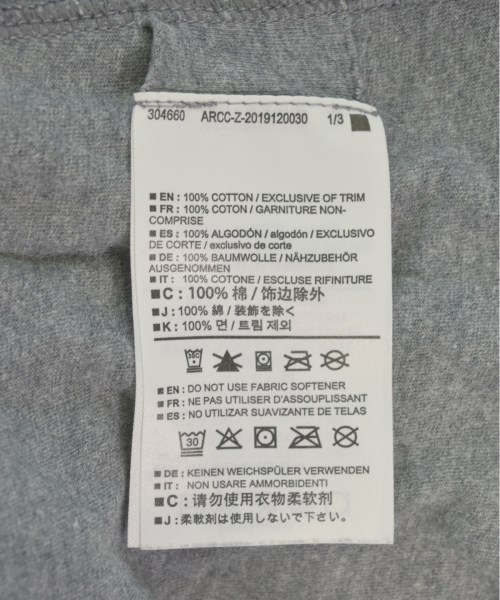 304660 ARCC-Z-2019120030 1/3
EN : 100% COTTON / EXCLUSIVE OF TRIM
FR : 100% COTON / GARNITURE NON-
COMPRISE
ES : 100% ALGODÓN / algodón / EXCLUSIVO
DE CORTE / exclusivo de corte
DE : 100% BAUMWOLLE / NÄHZUBEHÖR
AUSGENOMMEN
IT : 100% COTONE / ESCLUSE RIFINITURE
C : 100% 棉 / 饰边除外
J : 100% 綿 / 装飾を除く
K : 100% 면 / 트림 제외
EN : DO NOT USE FABRIC SOFTENER
FR : NE PAS UTILISER D'ASSOUPLISSANT
ES : NO UTILIZAR SUAVIZANTE DE TELAS
30
DE : KEINEN WEICHSPÜLER VERWENDEN
IT : NON USARE AMMORBIDENTI
C : 请勿使用衣物柔软剂
J : 柔軟剤は使用しないで下さい。